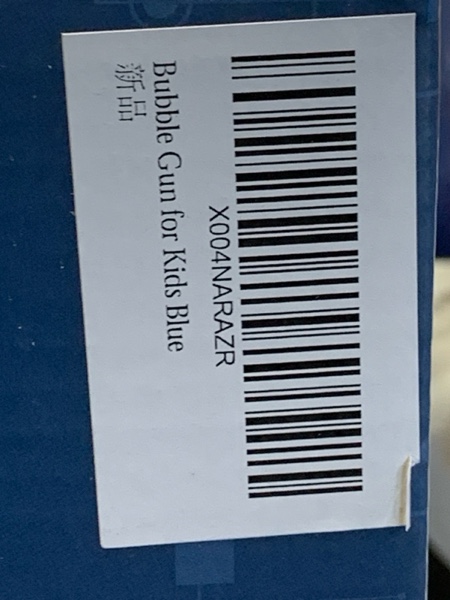 X004NARAZR
Bubble Gun for Kids Blue
新品